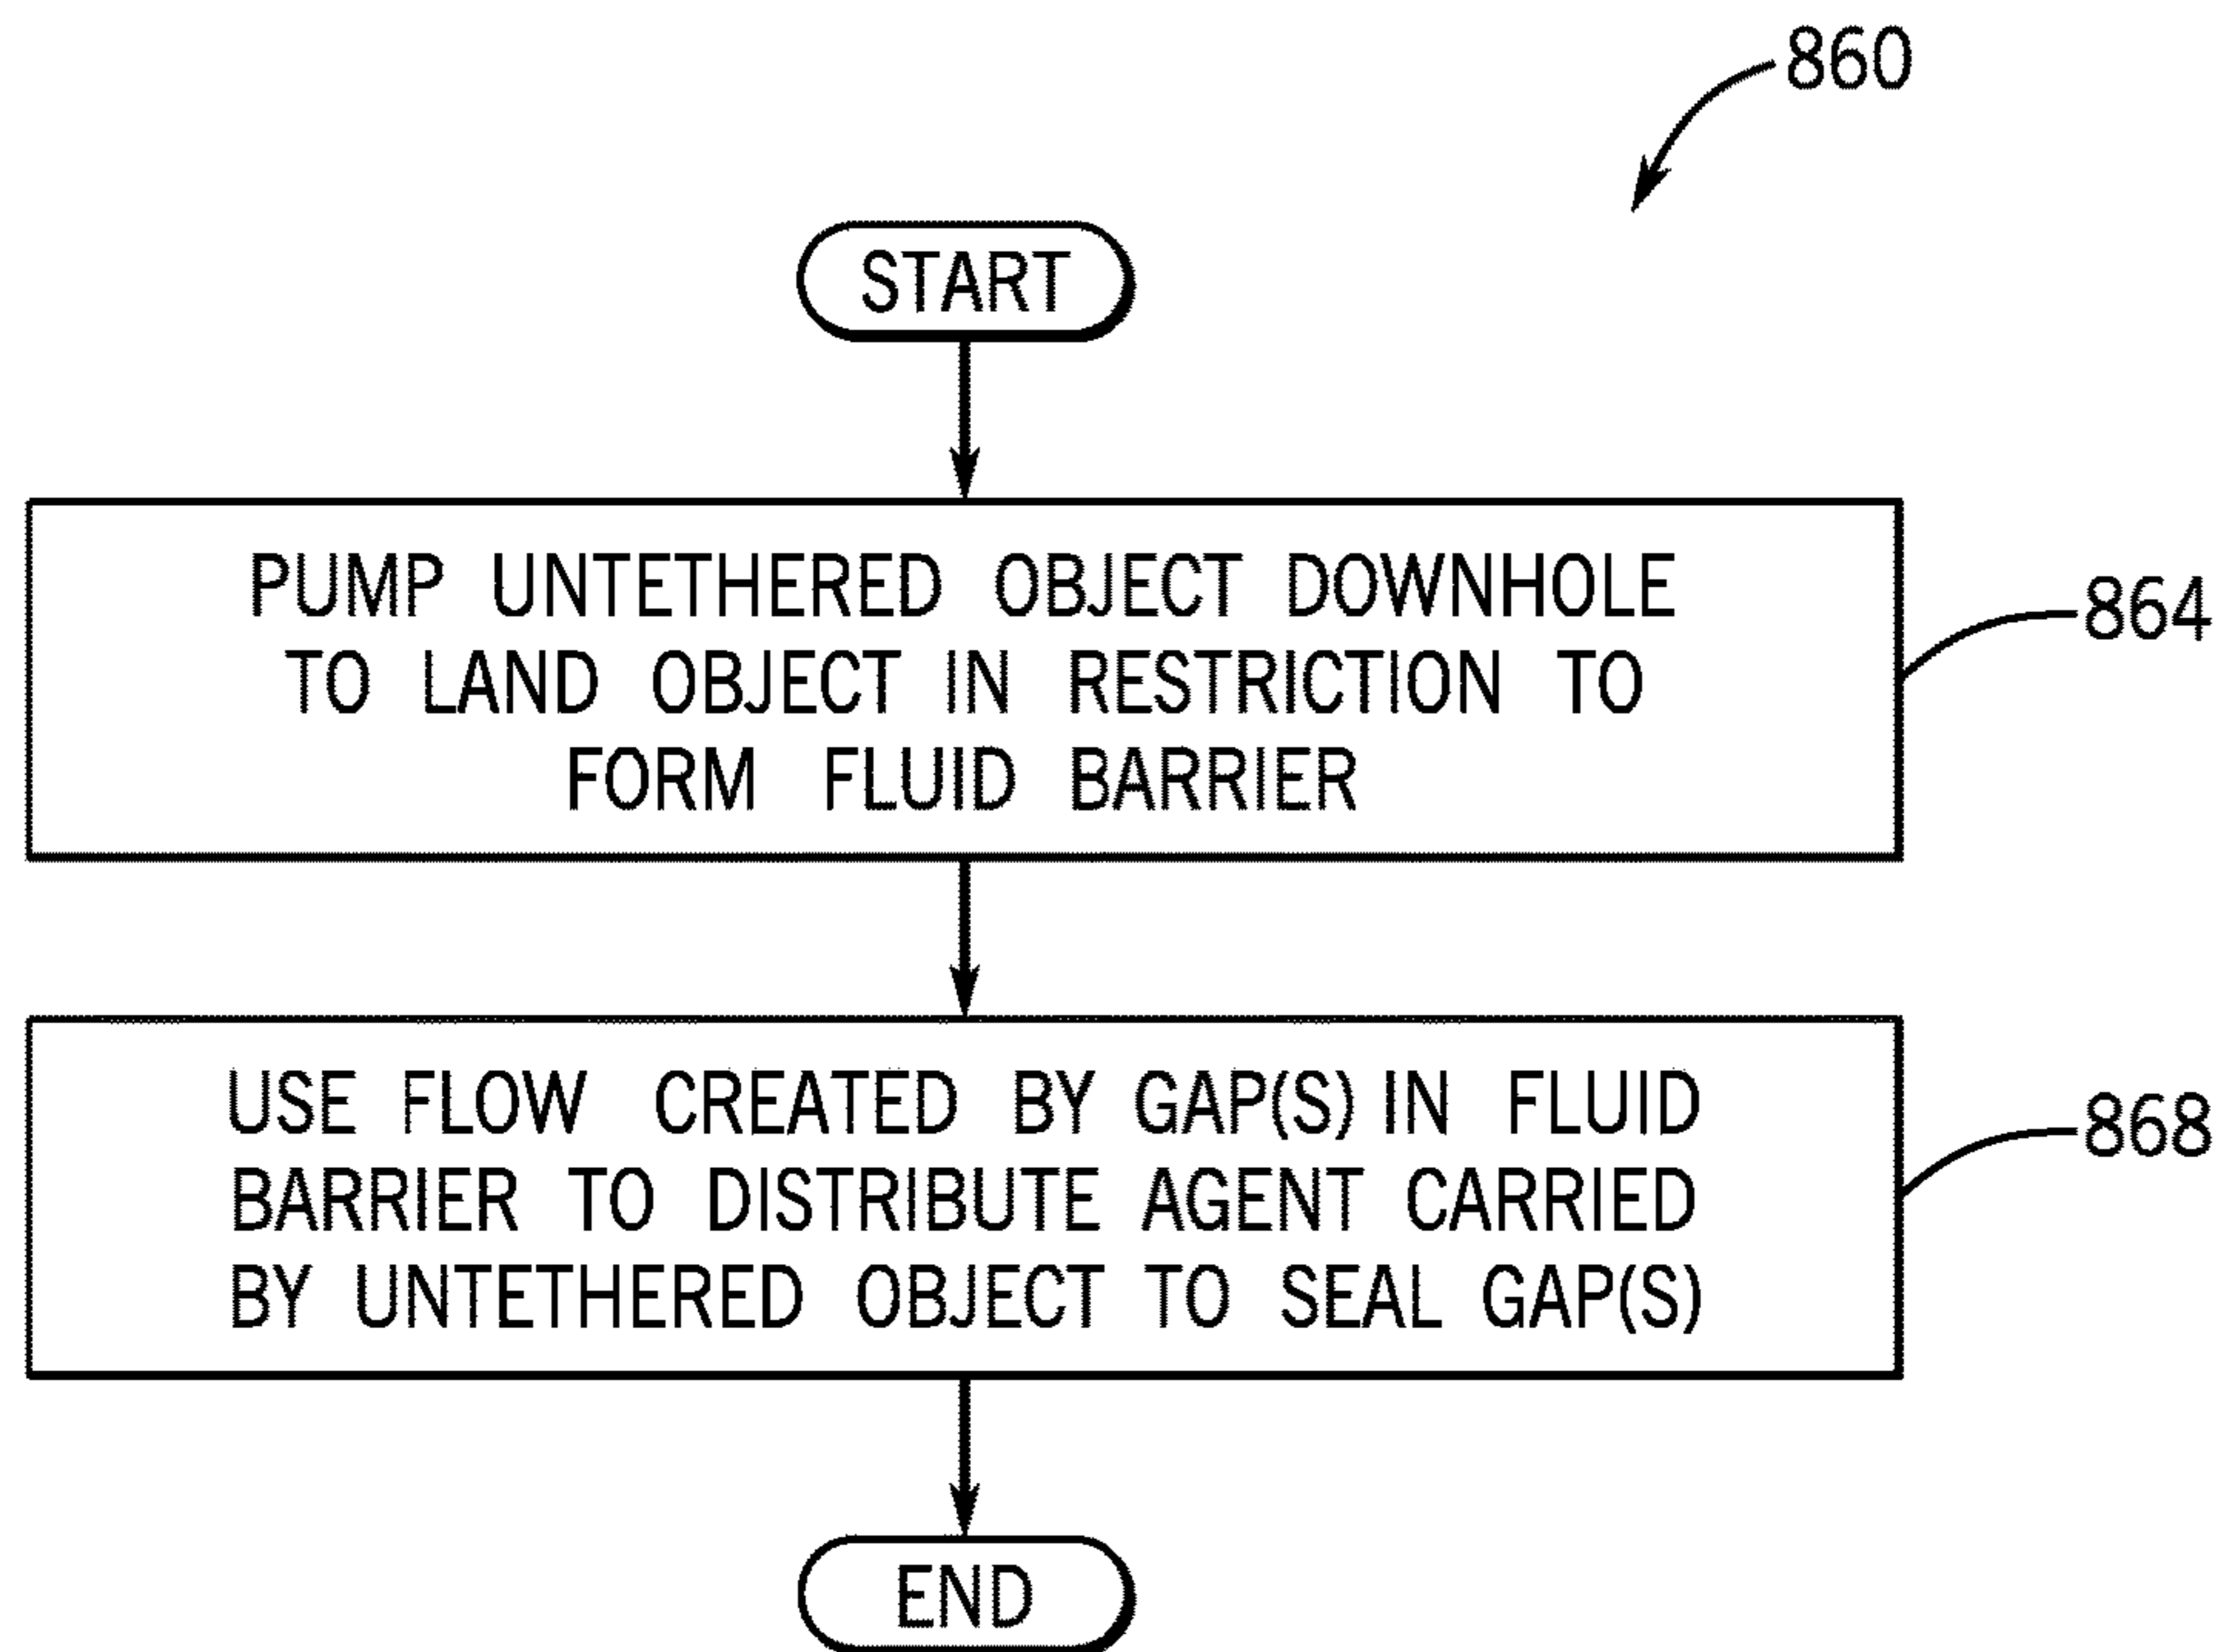 860
START
PUMP UNTETHERED OBJECT DOWNHOLE
TO LAND OBJECT IN RESTRICTION TO
FORM FLUID BARRIER
864
USE FLOW CREATED BY GAP(S) IN FLUID
BARRIER TO DISTRIBUTE AGENT CARRIED
BY UNTETHERED OBJECT TO SEAL GAP(S)
868
END